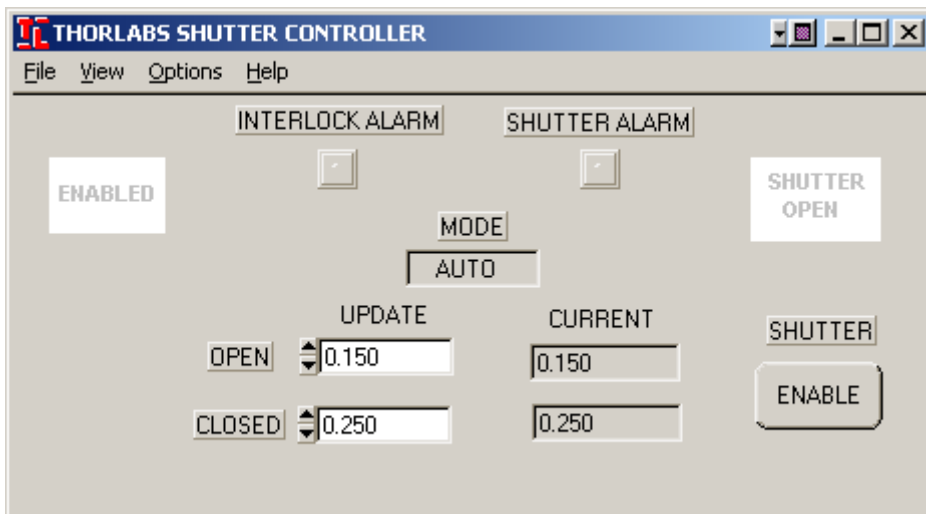 THORLABS SHUTTER CONTROLLER
File View Options Help
INTERLOCK ALARM SHUTTER ALARM
ENABLED
SHUTTER
OPEN
MODE
AUTO
UPDATE CURRENT
SHUTTER
OPEN 0.150 0.150
ENABLE
CLOSED 0.250 0.250